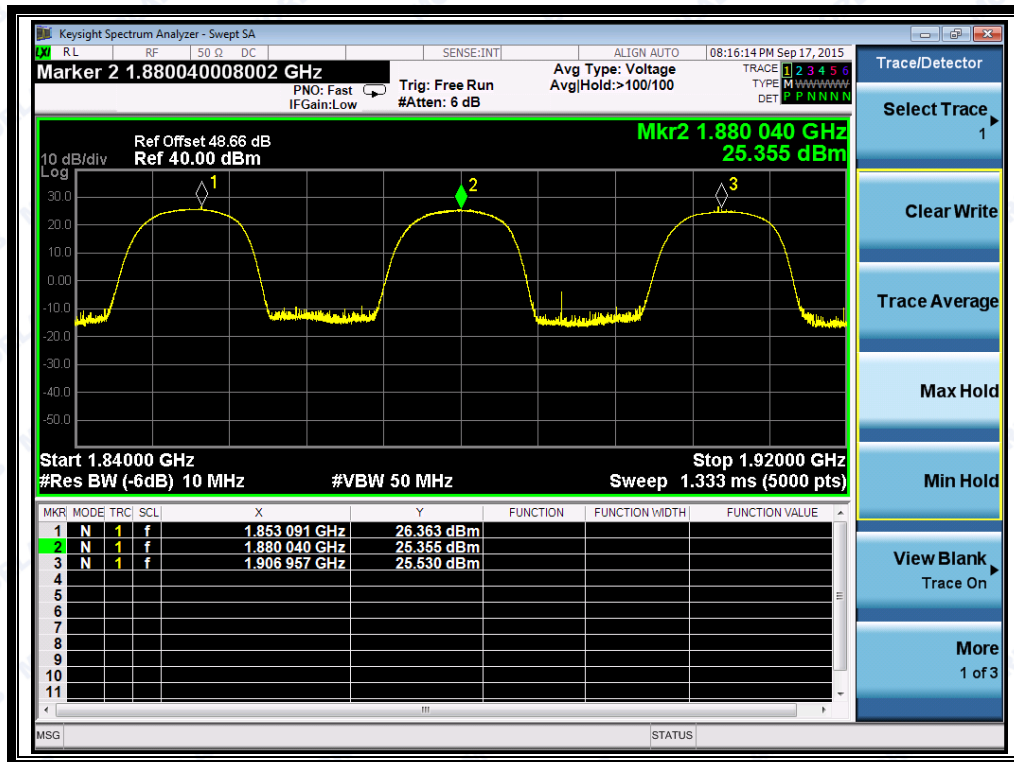 Keysight Spectrum Analyzer - Swept SA
LXI RL RF 50 Ω DC SENSE:INT ALIGN AUTO 08:16:14 PM Sep 17, 2015
Marker 2 1.880040008002 GHz
PNO: Fast
IFGain:Low
Trig: Free Run
#Atten: 6 dB
Avg Type: Voltage
Avg|Hold:>100/100
TRACE 1 2 3 4 5 6
TYPE M WWWWW
DET P P N N N N
Ref Offset 48.66 dB
10 dB/div Ref 40.00 dBm
Log
Mkr2 1.880 040 GHz
25.355 dBm
1
2
3
30.0
20.0
10.0
0.00
-10.0
-20.0
-30.0
-40.0
-50.0
Start 1.84000 GHz Stop 1.92000 GHz
#Res BW (-6dB) 10 MHz #VBW 50 MHz Sweep 1.333 ms (5000 pts)
MKR MODE TRC SCL X Y FUNCTION FUNCTION WIDTH FUNCTION VALUE
1 N 1 f 1.853 091 GHz 26.363 dBm
2 N 1 f 1.880 040 GHz 25.355 dBm
3 N 1 f 1.906 957 GHz 25.530 dBm
4
5
6
7
8
9
10
11
MSG STATUS
Trace/Detector
Select Trace
1
Clear Write
Trace Average
Max Hold
Min Hold
View Blank
Trace On
More
1 of 3